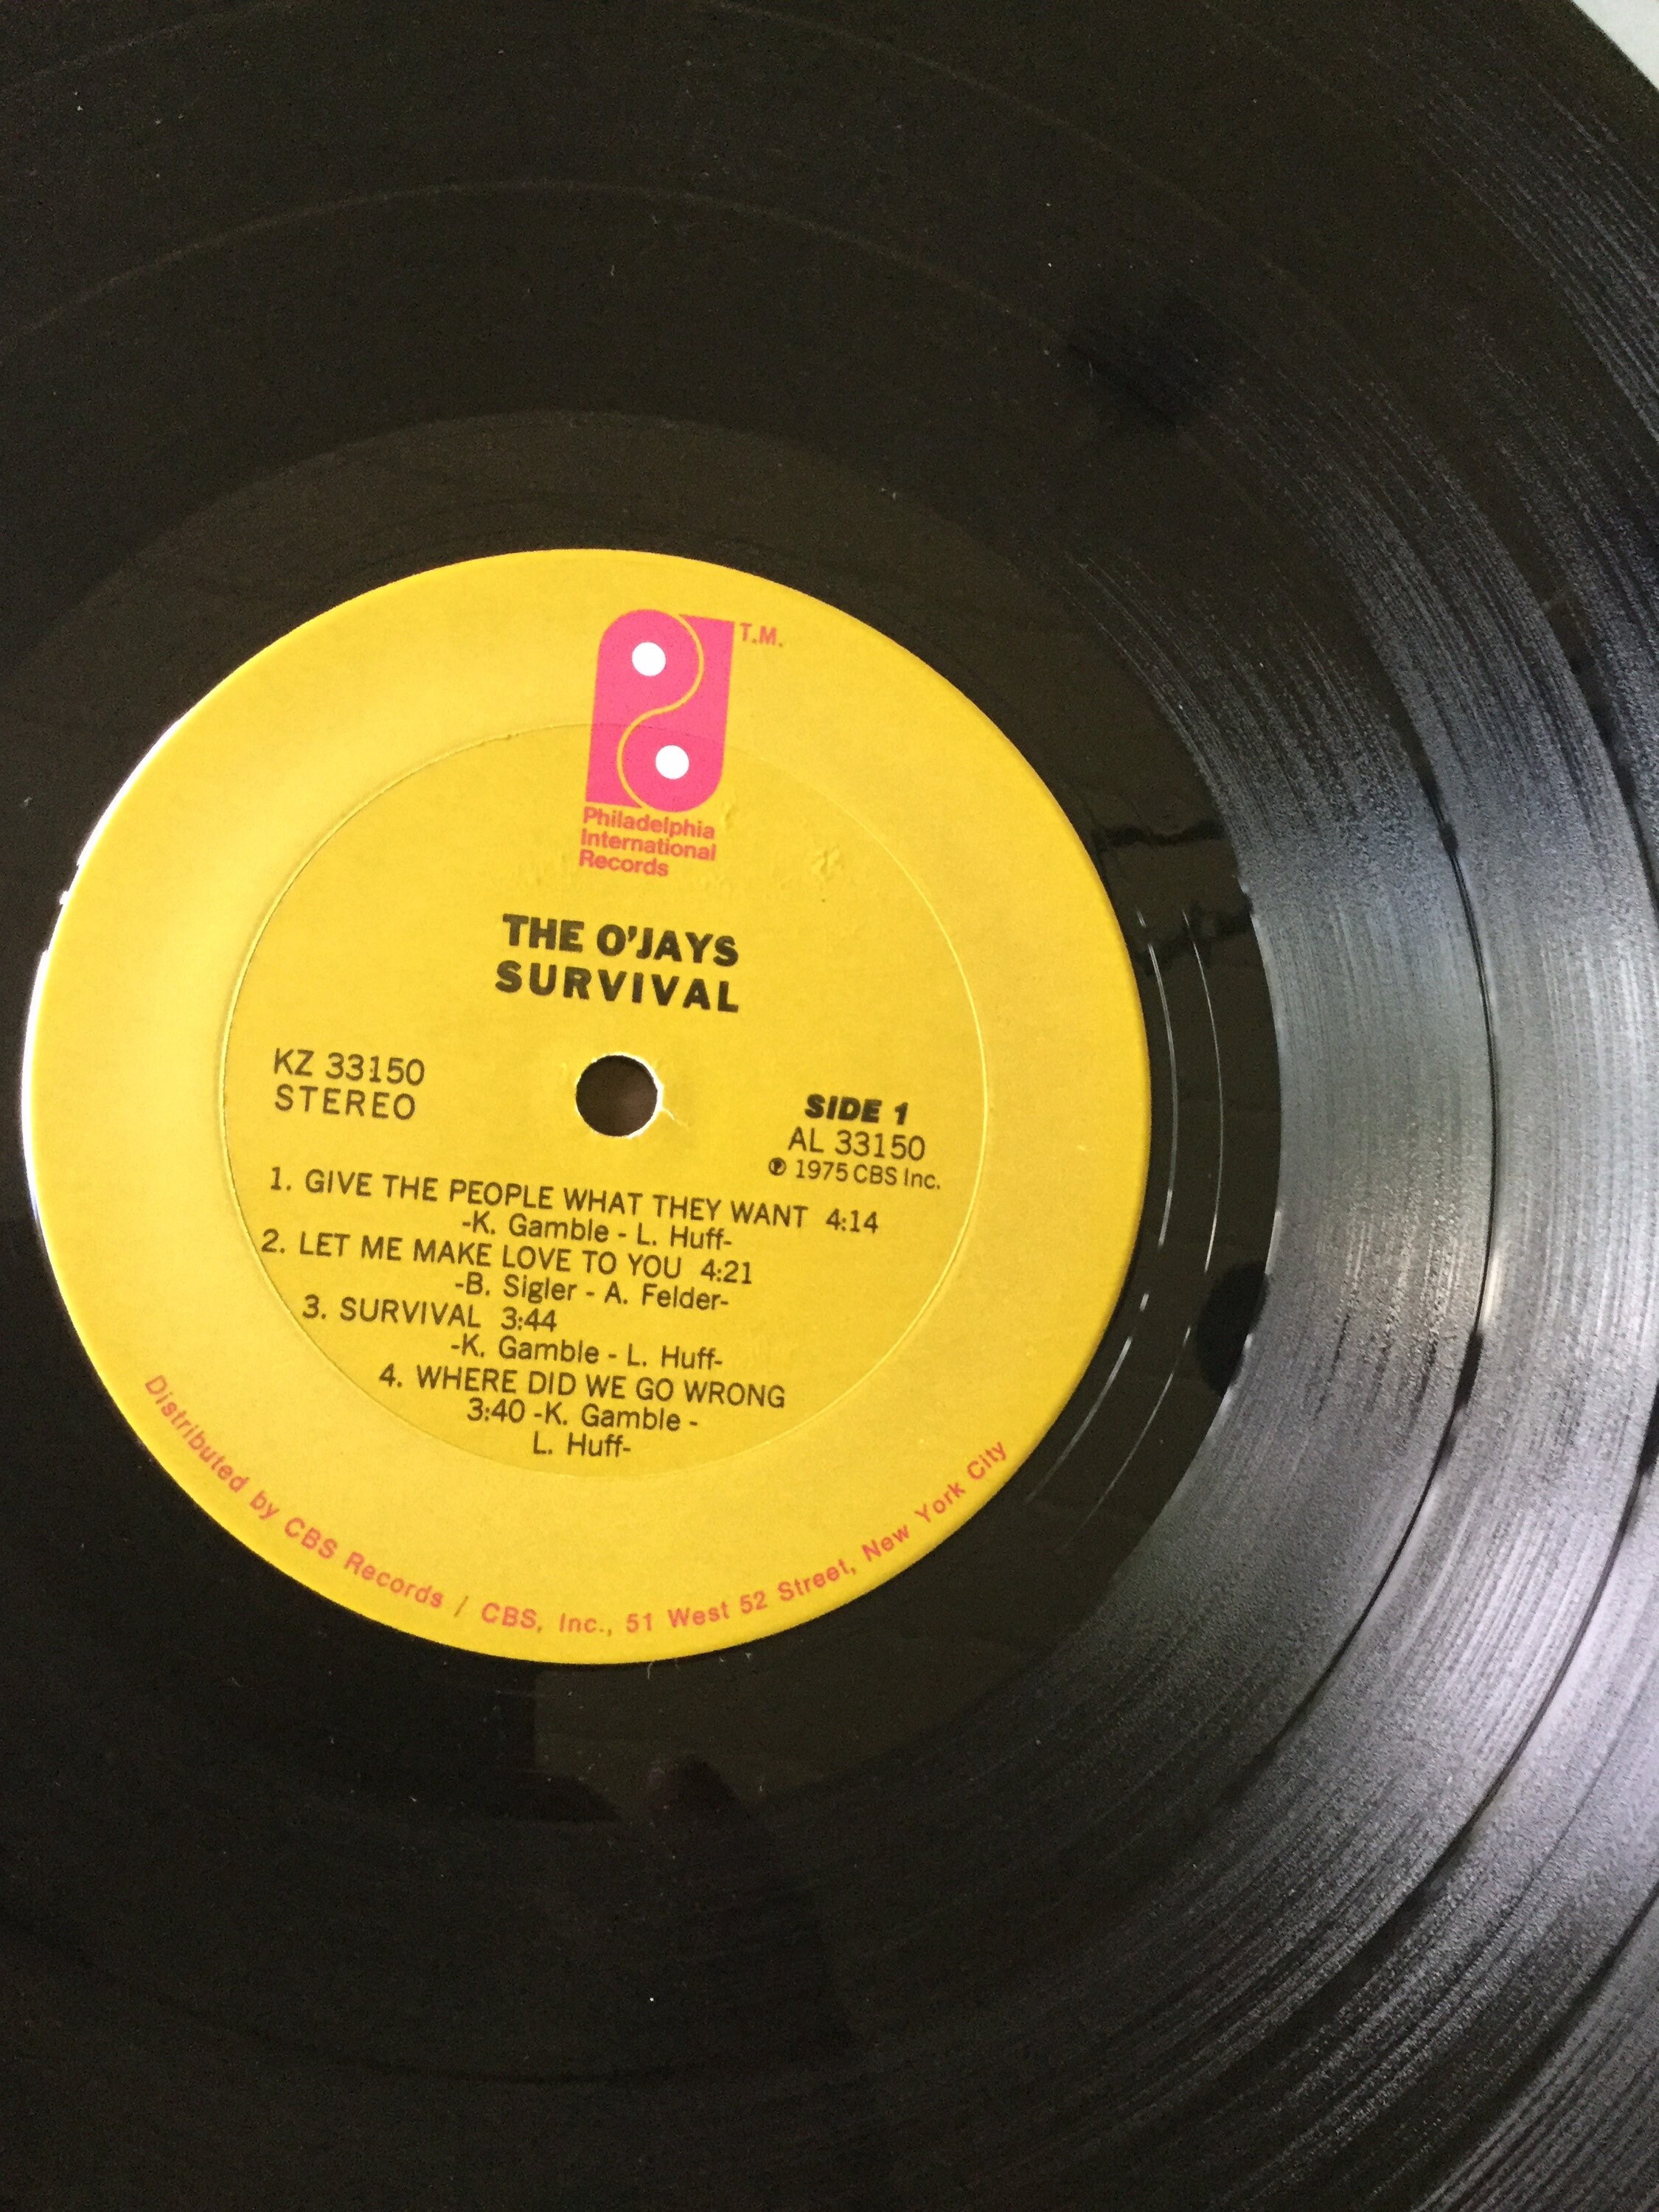 T.M.
Philadelphia
International
Records
THE O'JAYS
SURVIVAL
KZ 33150
STEREO
SIDE 1
AL 33150
℗ 1975 CBS Inc.
1. GIVE THE PEOPLE WHAT THEY WANT 4:14
-K. Gamble - L. Huff-
2. LET ME MAKE LOVE TO YOU 4:21
-B. Sigler - A. Felder-
3. SURVIVAL 3:44
-K. Gamble - L. Huff-
4. WHERE DID WE GO WRONG
3:40 -K. Gamble -
L. Huff-
Distributed by CBS Records / CBS, Inc., 51 West 52 Street, New York City